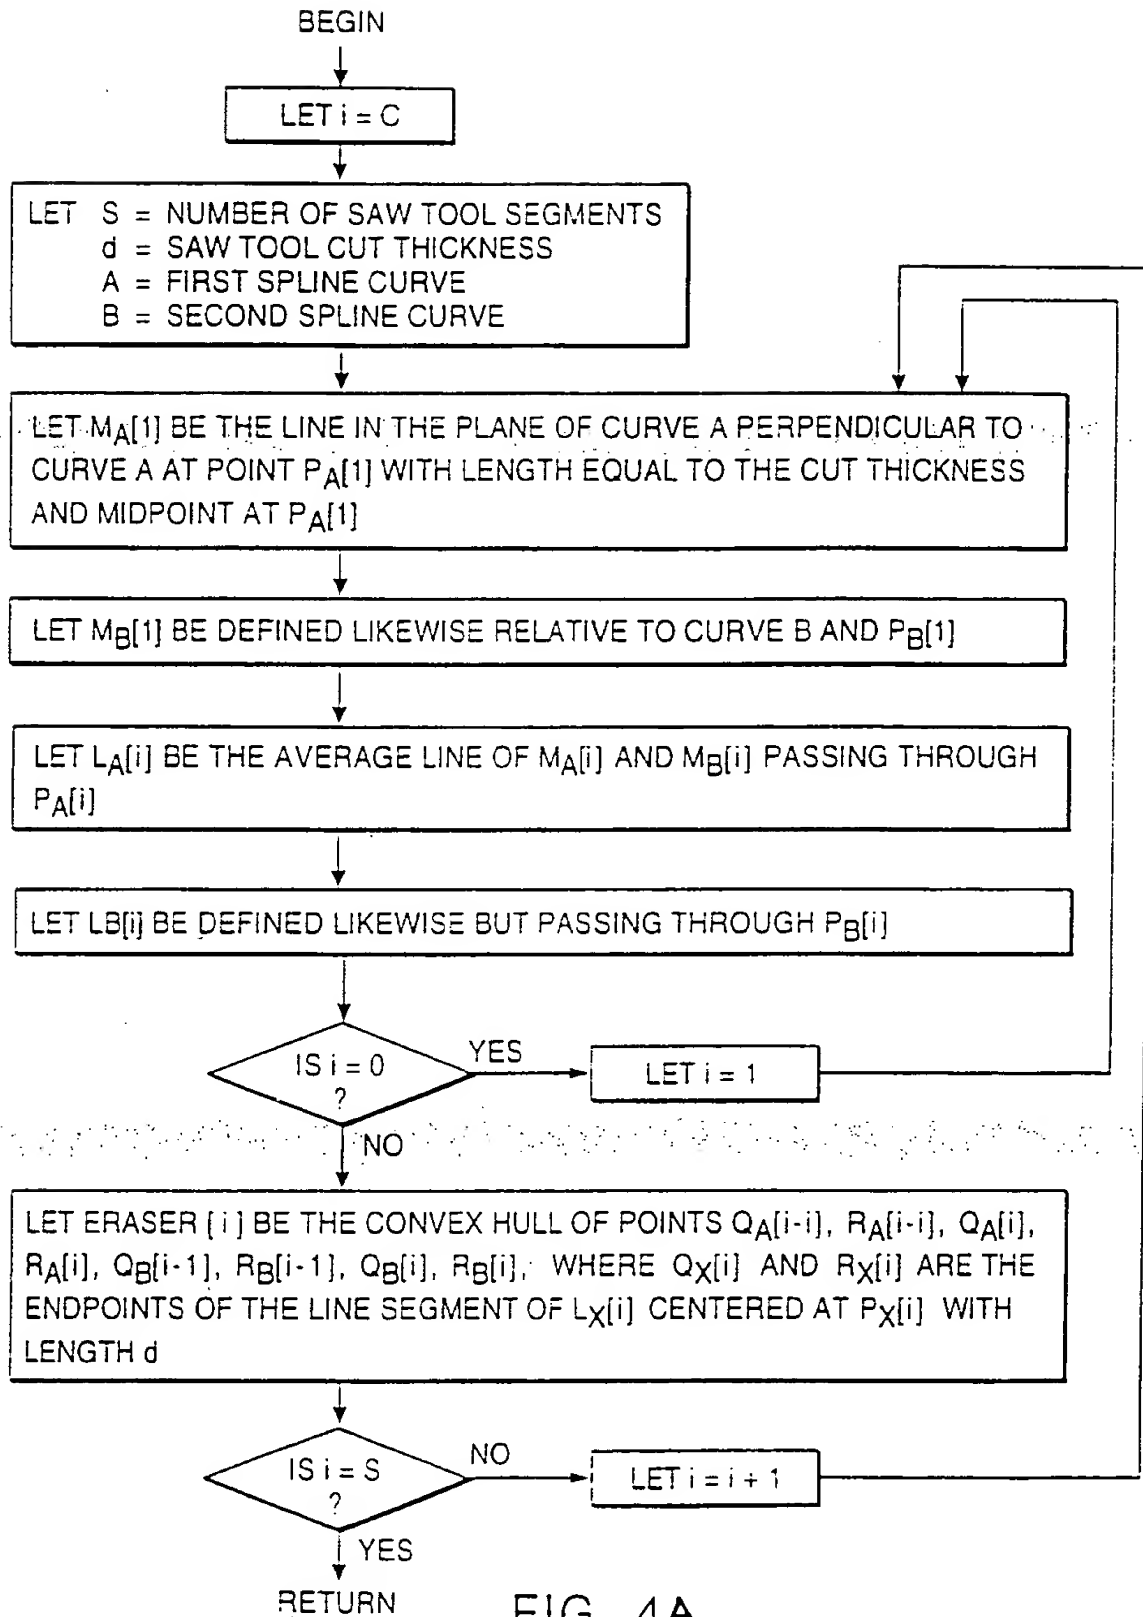 BEGIN
LET i = C
LET S = NUMBER OF SAW TOOL SEGMENTS
d = SAW TOOL CUT THICKNESS
A = FIRST SPLINE CURVE
B = SECOND SPLINE CURVE
LET MA[1] BE THE LINE IN THE PLANE OF CURVE A PERPENDICULAR TO
CURVE A AT POINT PA[1] WITH LENGTH EQUAL TO THE CUT THICKNESS
AND MIDPOINT AT PA[1]
LET MB[1] BE DEFINED LIKEWISE RELATIVE TO CURVE B AND PB[1]
LET LA[i] BE THE AVERAGE LINE OF MA[i] AND MB[i] PASSING THROUGH
PA[i]
LET LB[i] BE DEFINED LIKEWISE BUT PASSING THROUGH PB[i]
IS i = 0
?
YES
LET i = 1
NO
LET ERASER [ i ] BE THE CONVEX HULL OF POINTS QA[i-i], RA[i-i], QA[i],
RA[i], QB[i-1], RB[i-1], QB[i], RB[i], WHERE QX[i] AND RX[i] ARE THE
ENDPOINTS OF THE LINE SEGMENT OF LX[i] CENTERED AT PX[i] WITH
LENGTH d
IS i = S
?
NO
LET i = i + 1
YES
RETURN
FIG. 4A